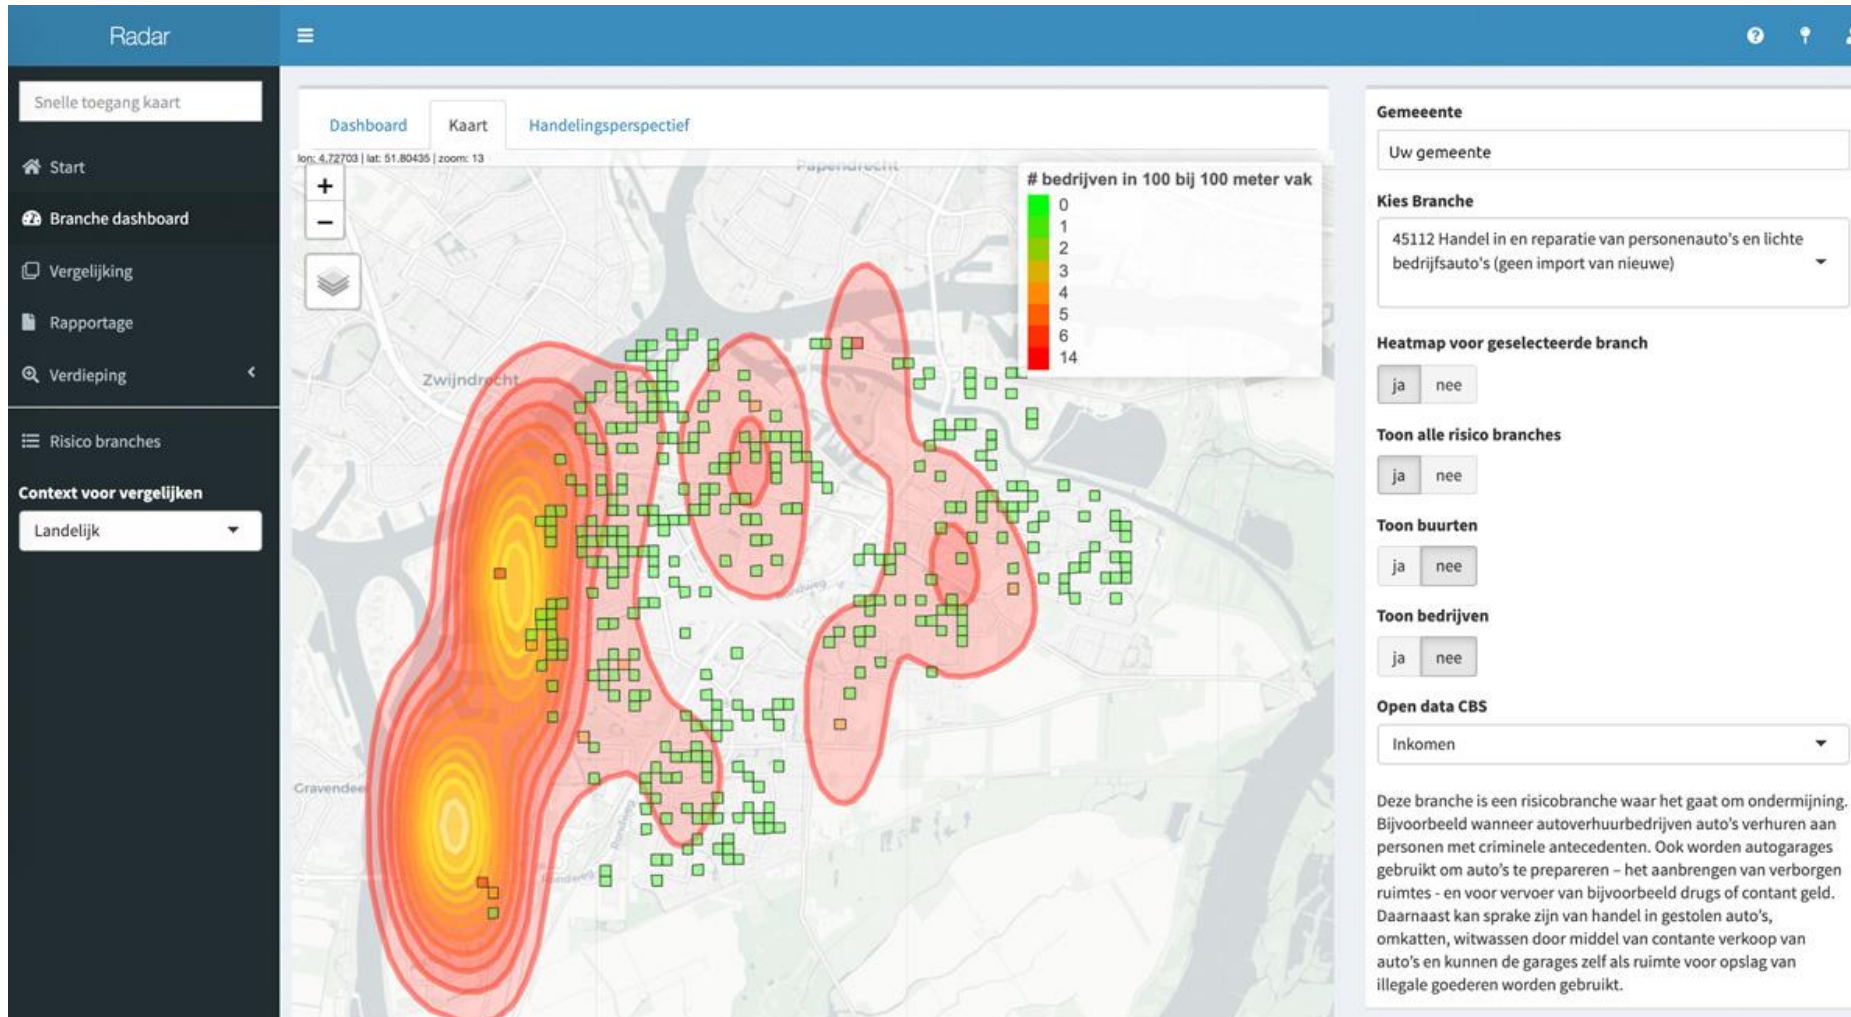 Radar
Snelle toegang kaart
Start
Branche dashboard
Vergelijking
Rapportage
Verdieping
Risico branches
Context voor vergelijken
Landelijk
Dashboard
Kaart
Handelingsperspectief
lon: 4.72703 | lat: 51.80435 | zoom: 13
+
−
Papendrecht
Zwijndrecht
Gravendeel
Randweg
# bedrijven in 100 bij 100 meter vak
0
1
2
3
4
5
6
14
Gemeeente
Uw gemeente
Kies Branche
45112 Handel in en reparatie van personenauto's en lichte
bedrijfsauto's (geen import van nieuwe)
Heatmap voor geselecteerde branch
ja nee
Toon alle risico branches
ja nee
Toon buurten
ja nee
Toon bedrijven
ja nee
Open data CBS
Inkomen
Deze branche is een risicobranche waar het gaat om ondermijning.
Bijvoorbeeld wanneer autoverhuurbedrijven auto's verhuren aan
personen met criminele antecedenten. Ook worden autogarages
gebruikt om auto's te prepareren – het aanbrengen van verborgen
ruimtes - en voor vervoer van bijvoorbeeld drugs of contant geld.
Daarnaast kan sprake zijn van handel in gestolen auto's,
omkatten, witwassen door middel van contante verkoop van
auto's en kunnen de garages zelf als ruimte voor opslag van
illegale goederen worden gebruikt.